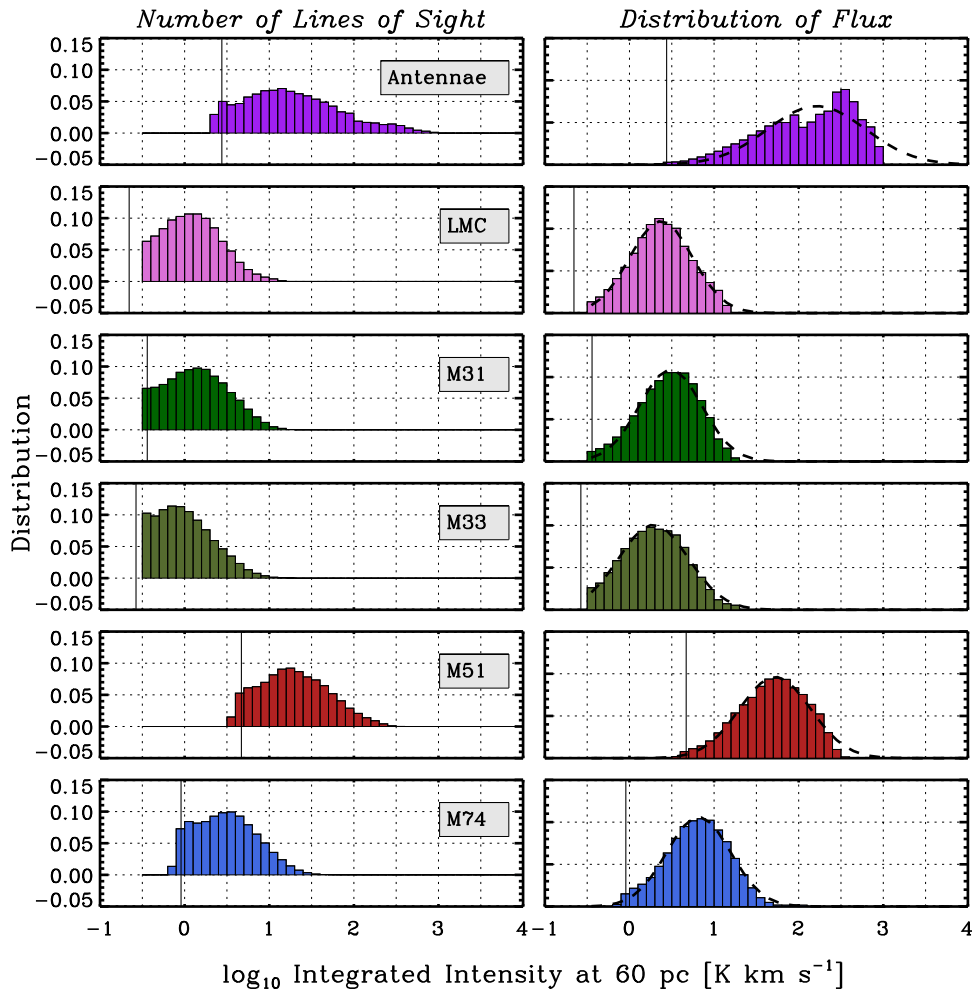 Number of Lines of Sight
Distribution of Flux
0.15
0.10
0.05
0.00
−0.05
Antennae
0.15
0.10
0.05
0.00
−0.05
LMC
0.15
0.10
0.05
0.00
−0.05
M31
0.15
0.10
0.05
0.00
−0.05
M33
0.15
0.10
0.05
0.00
−0.05
M51
0.15
0.10
0.05
0.00
−0.05
M74
Distribution
−1 0 1 2 3 4
−1 0 1 2 3 4
log₁₀ Integrated Intensity at 60 pc [K km s⁻¹]